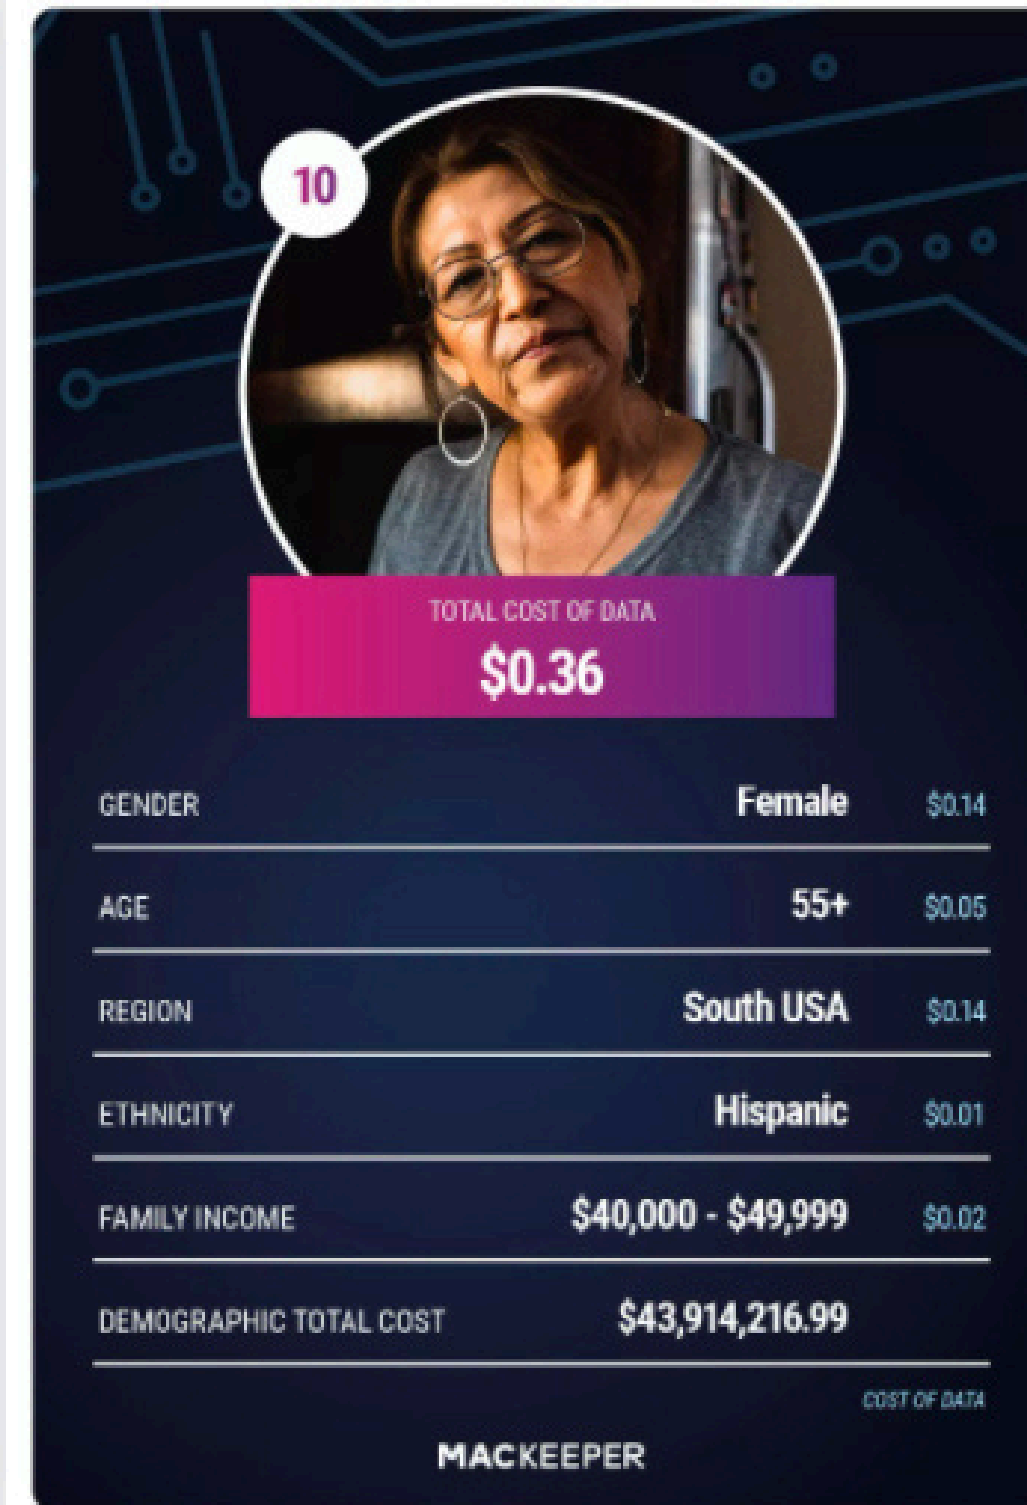 10
TOTAL COST OF DATA
$0.36
GENDER Female $0.14
AGE 55+ $0.05
REGION South USA $0.14
ETHNICITY Hispanic $0.01
FAMILY INCOME $40,000 - $49,999 $0.02
DEMOGRAPHIC TOTAL COST $43,914,216.99
COST OF DATA
MACKEEPER